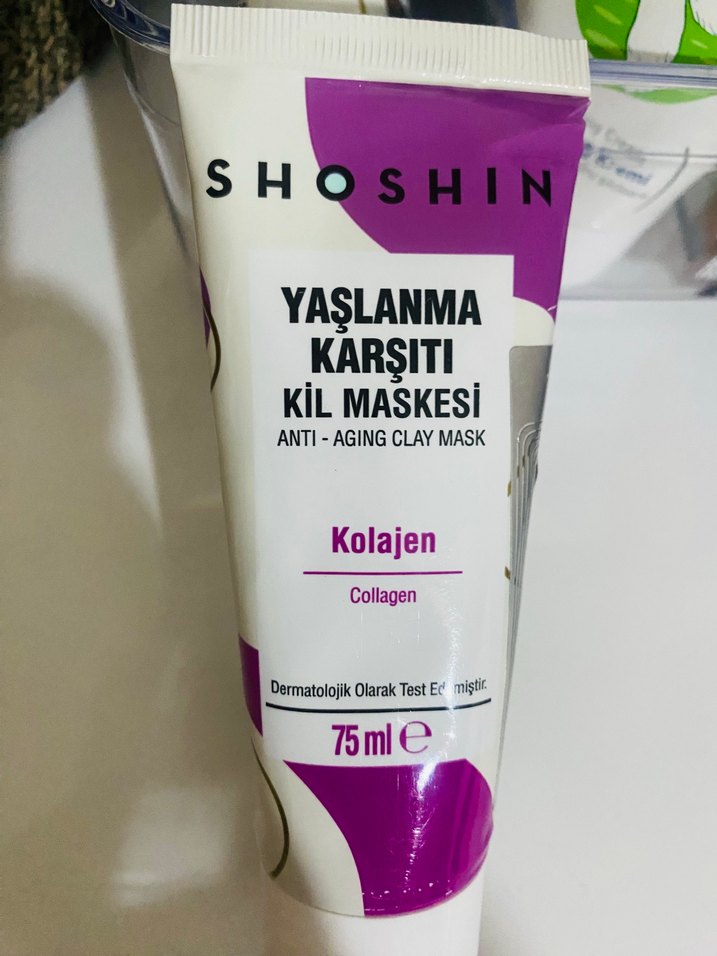 SHOSHIN
YAŞLANMA
KARŞITI
KİL MASKESİ
ANTI - AGING CLAY MASK
Kolajen
Collagen
Dermatolojik Olarak Test Edilmiştir.
75 ml ℮